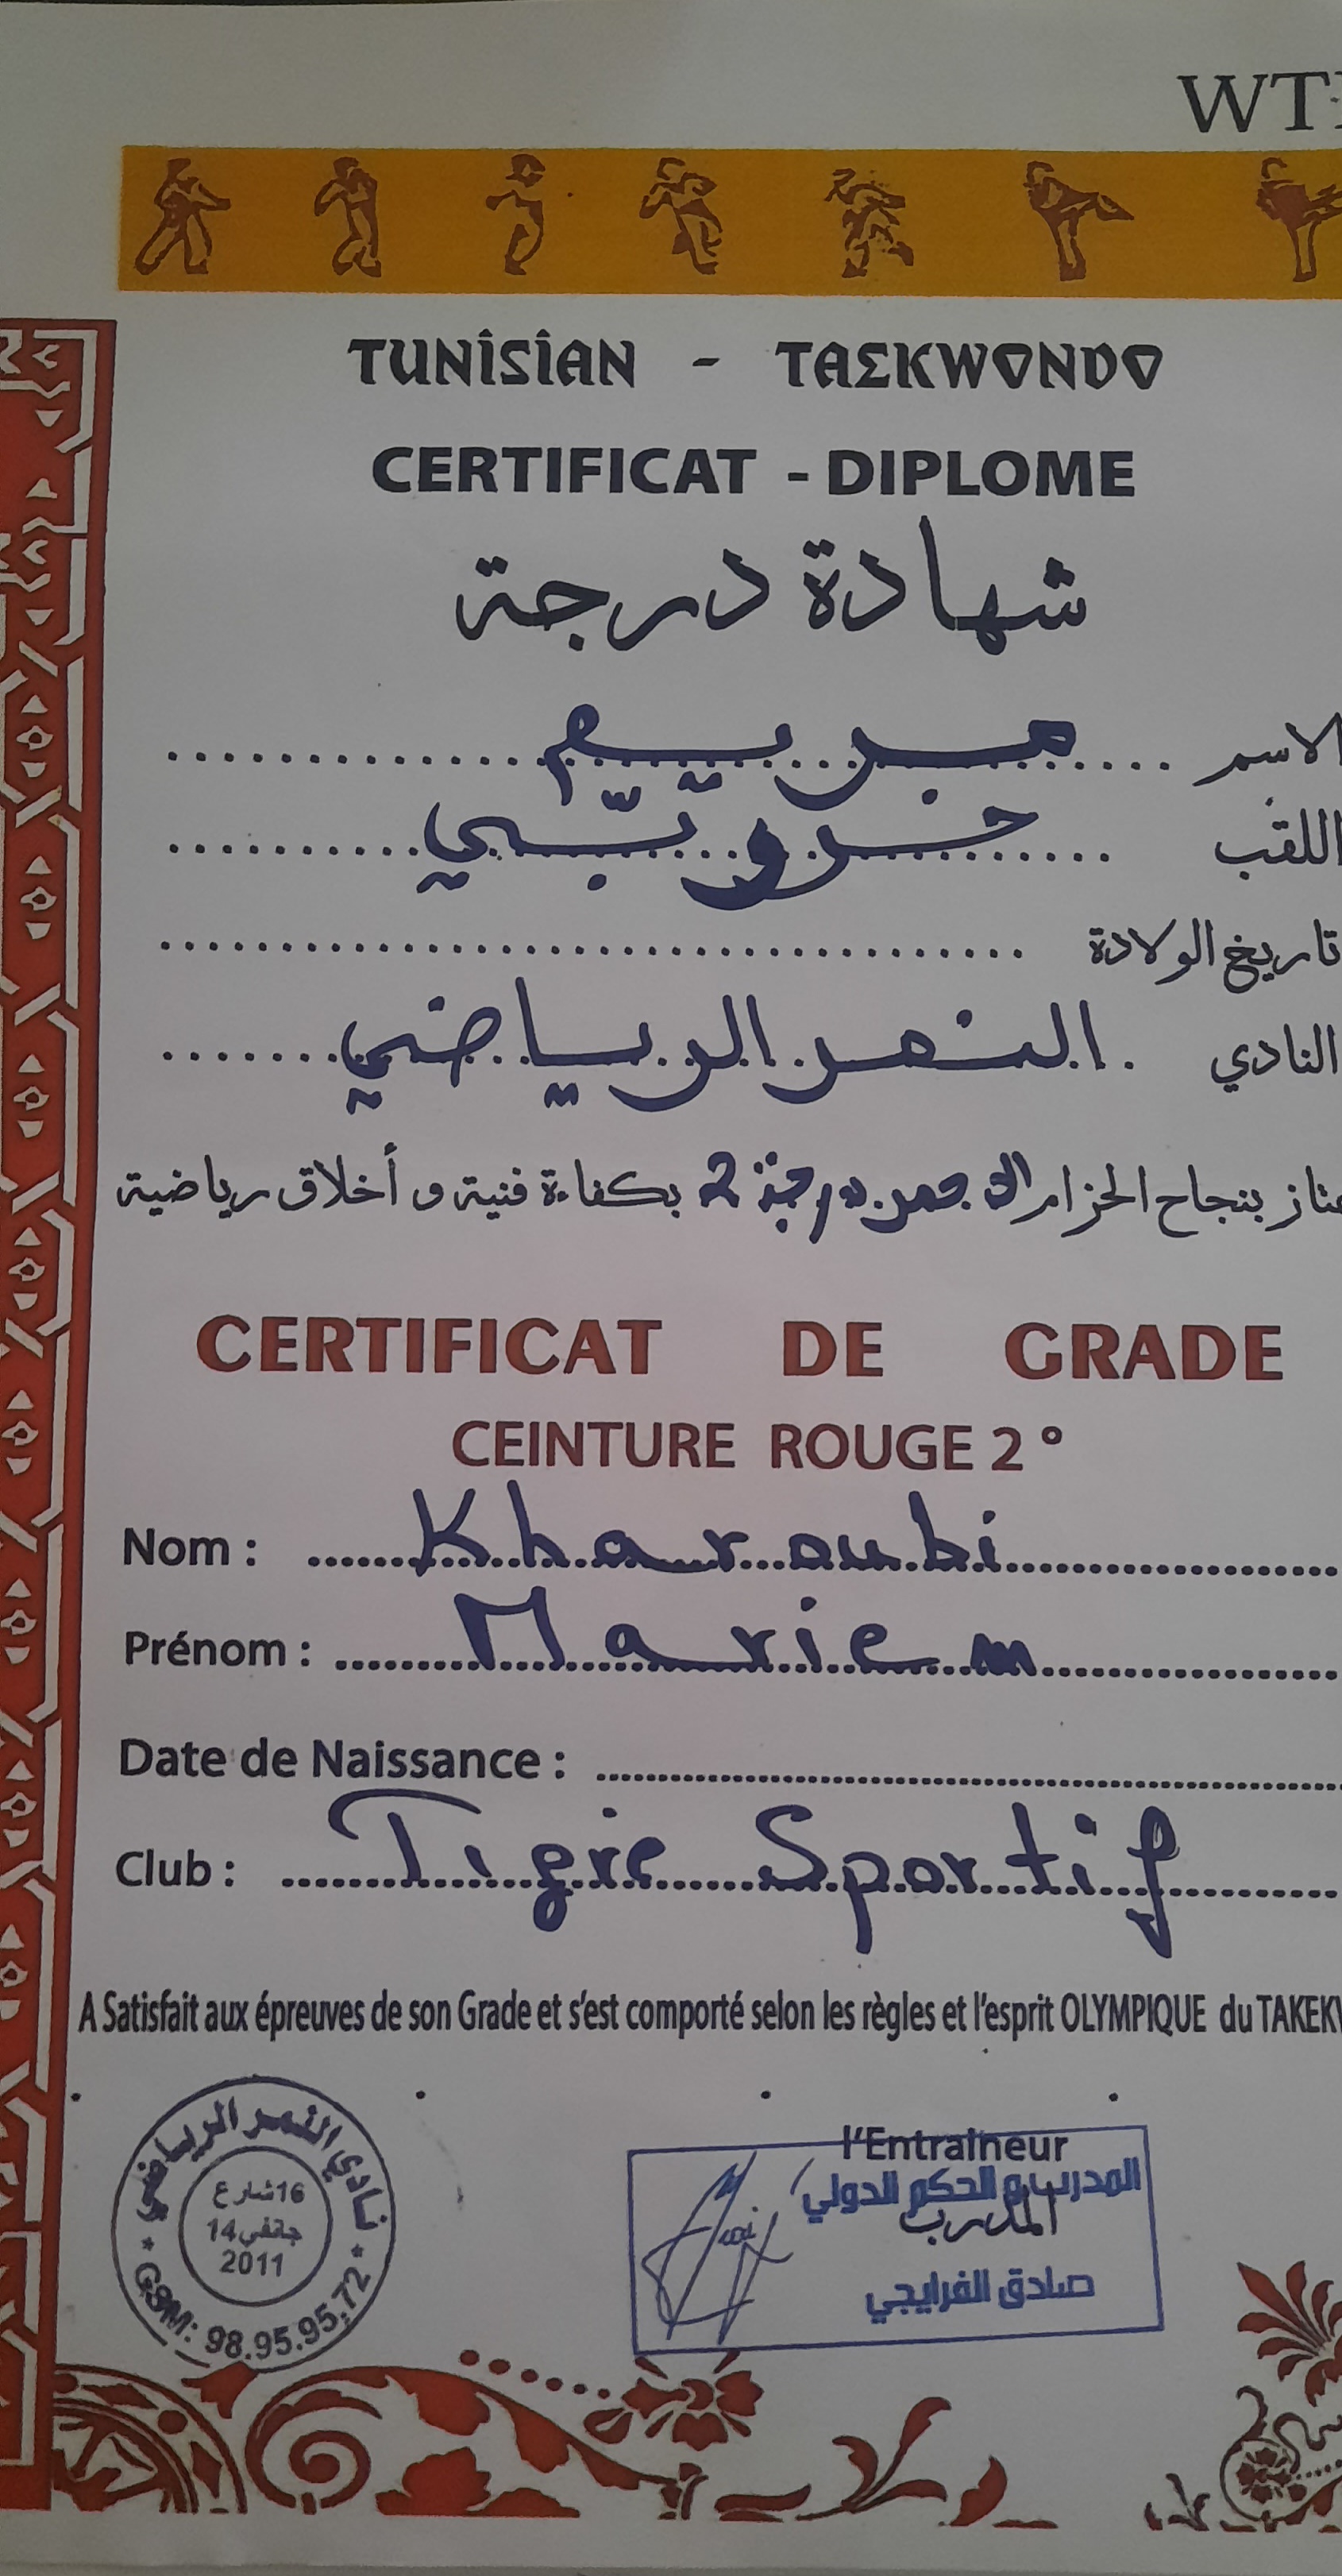 WT
TUNISIAN - TAEKWONDO
CERTIFICAT - DIPLOME
شهادة درجة
الاسم مريم
اللقب خروبي
تاريخ الولادة
النادي النمر الرياضي
بنجاح الحزام الاحمر درجة 2 بكفاءة فنية و أخلاق رياضية
CERTIFICAT DE GRADE
CEINTURE ROUGE 2°
Nom : Kharoubi
Prénom : Mariem
Date de Naissance :
Club : Tigre Sportif
A Satisfait aux épreuves de son Grade et s'est comporté selon les règles et l'esprit OLYMPIQUE du TAKEK
نادي النمر الرياضي
16 شارع
14 جانفي
2011
GSM: 98.95.95.72
l'Entraineur
المدرب و الحكم الدولي
المدرب
صادق الفرايجي